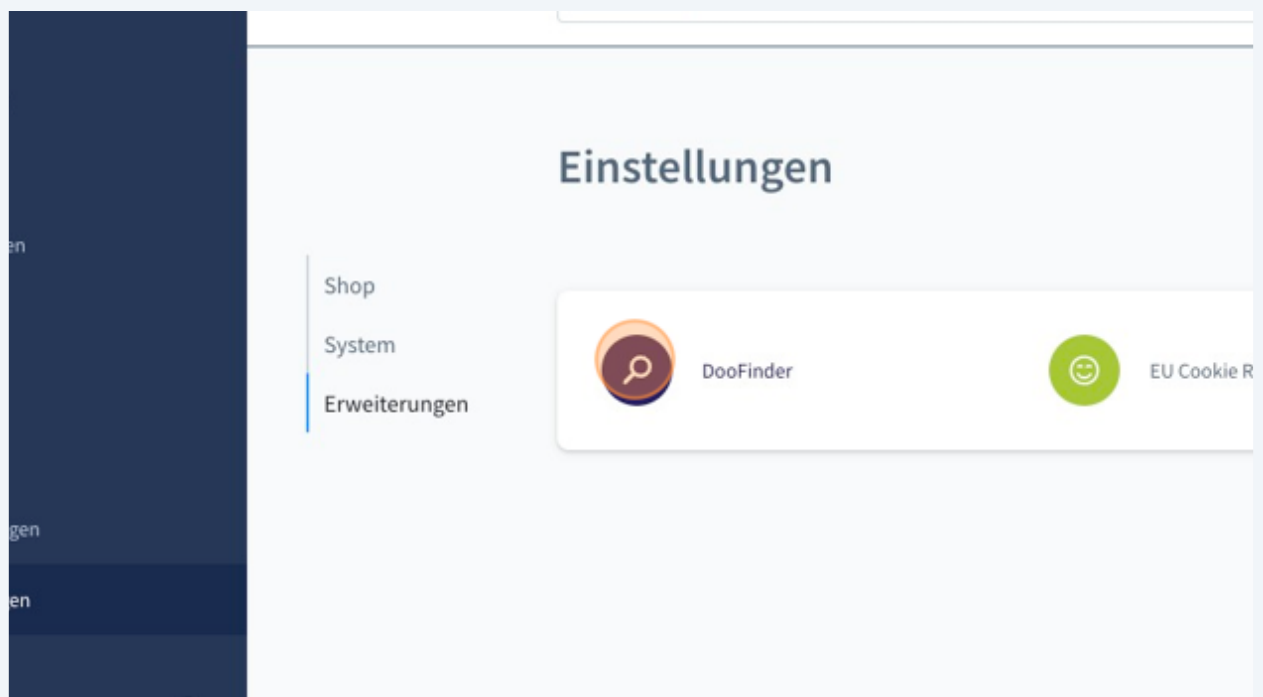 Einstellungen
en
Shop
System
DooFinder
EU Cookie R
Erweiterungen
gen
en